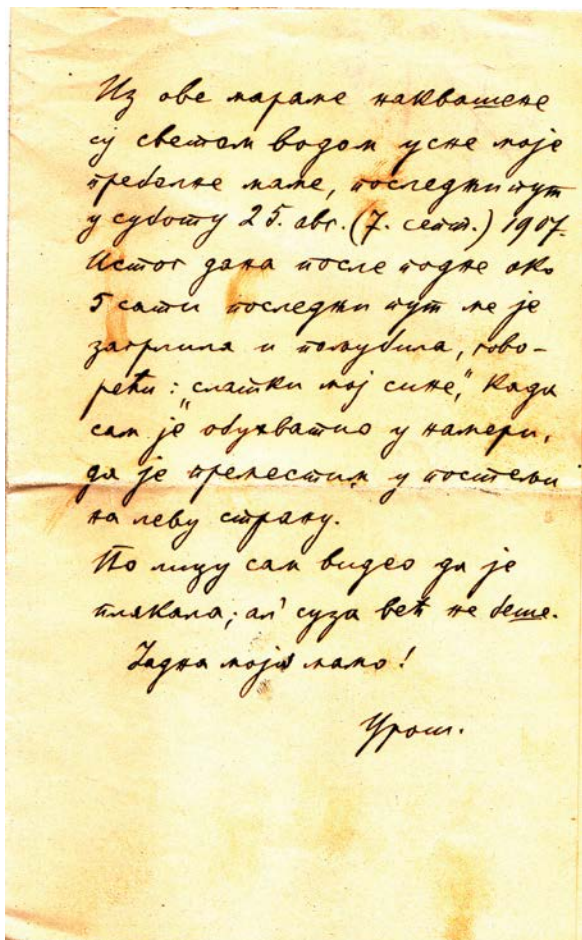 Из ове мараме наквашене
су светом водом усне моје
пребелне маме, последњи пут
у суботу 25. авг. (7. септ.) 1907.
Истог дана после подне око
5 сати последњи пут ме је
загрлила и пољубила, гово-
рећи: „слатки мој сине,“ када
сам је обухватио у намери,
да је преместим у постељи
на леву страну.
По лицу сам видео да је
плакала; ал' суза већ не беше.
Јадна моја мамо!
Урош.